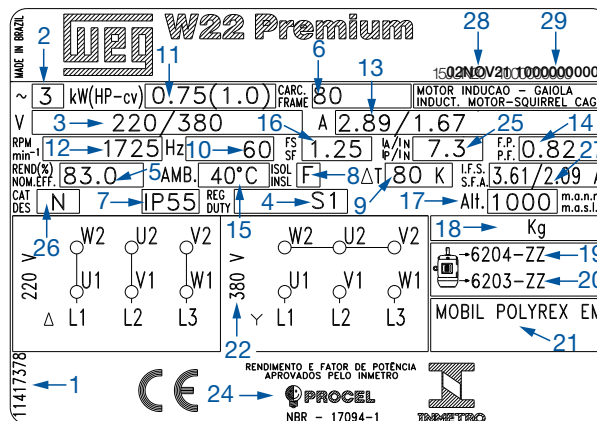 MADE IN BRAZIL
WEG
W22 Premium
2 11 6 28 29
02NOV21 1000000000
~ 3 kW(HP-cv) 0.75(1.0) CARC. FRAME 80 13 MOTOR INDUCAO - GAIOLA
INDUCT. MOTOR-SQUIRREL CAG
V 3 220/380 A 2.89/1.67
16 25 14
RPM min-1 12 1725 Hz 10 60 FS SF 1.25 IA/IN IP/IN 7.3 F.P. P.F. 0.82
27
REND(%) NOM.EFF. 83.0 5 AMB. 40°C ISOL INSL F 8 ΔT 80 K I.F.S. S.F.A. 3.61/2.09 A
CAT DES N 7 IP55 REG DUTY 4 S1 9 17 Alt. 1000 m.a.n.m m.a.s.l.
26 15
18 Kg
220 V W2 U2 V2
U1 V1 W1
Δ L1 L2 L3
380 V W2 U2 V2
U1 V1 W1
Y L1 L2 L3
22
6204-ZZ 19
6203-ZZ 20
MOBIL POLYREX EM
21
11417378
1
CE
RENDIMENTO E FATOR DE POTÊNCIA
APROVADOS PELO INMETRO
24 PROCEL
NBR - 17094-1
INMETRO